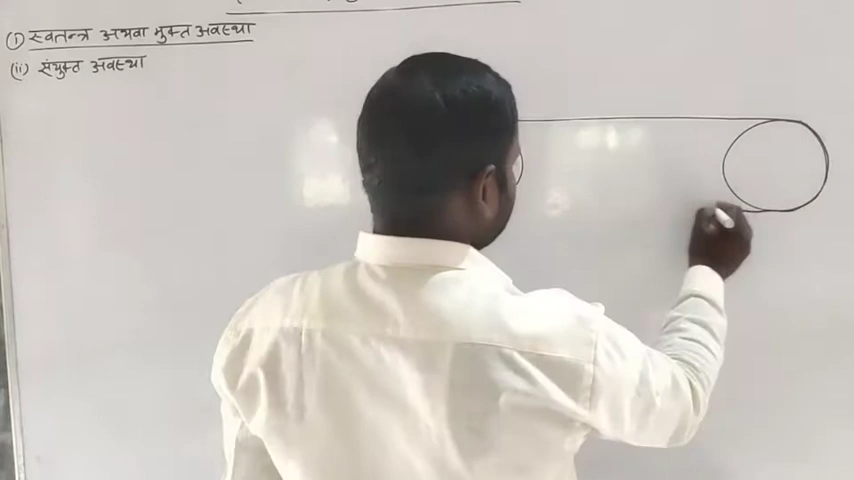 (i) स्वतन्त्र अथवा मुक्त अवस्था
(ii) संयुक्त अवस्था